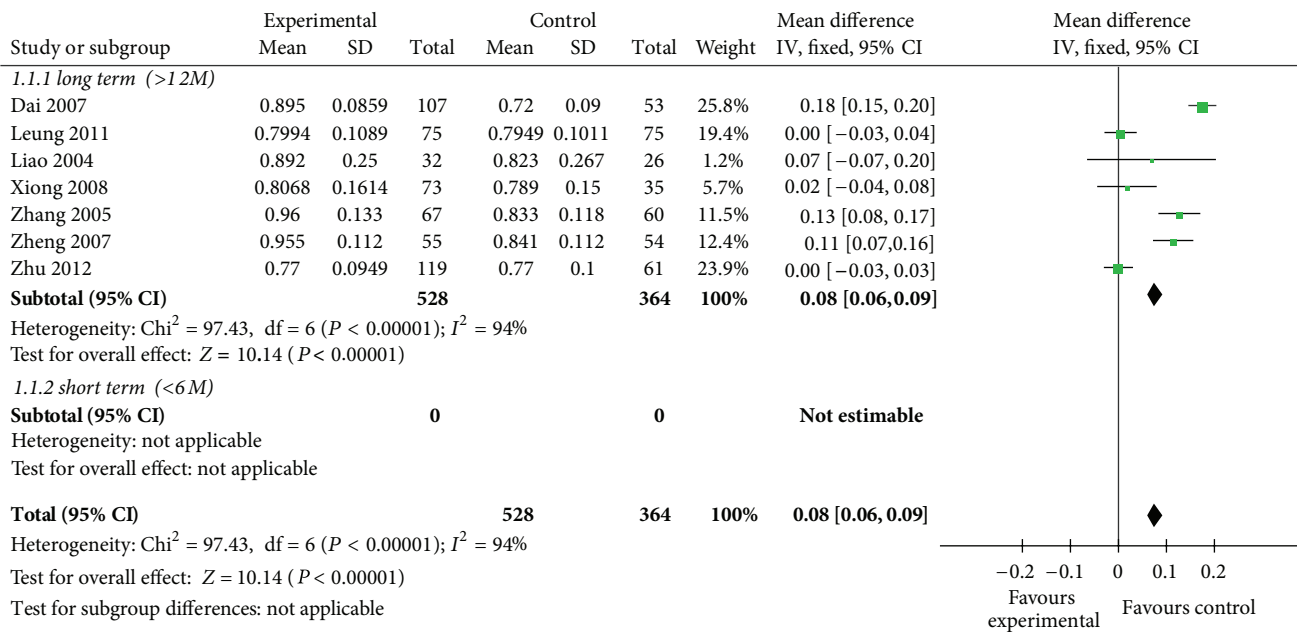 Experimental Control Mean difference Mean difference
Study or subgroup Mean SD Total Mean SD Total Weight IV, fixed, 95% CI IV, fixed, 95% CI
1.1.1 long term (>12M)
Dai 2007 0.895 0.0859 107 0.72 0.09 53 25.8% 0.18 [0.15, 0.20]
Leung 2011 0.7994 0.1089 75 0.7949 0.1011 75 19.4% 0.00 [−0.03, 0.04]
Liao 2004 0.892 0.25 32 0.823 0.267 26 1.2% 0.07 [−0.07, 0.20]
Xiong 2008 0.8068 0.1614 73 0.789 0.15 35 5.7% 0.02 [−0.04, 0.08]
Zhang 2005 0.96 0.133 67 0.833 0.118 60 11.5% 0.13 [0.08, 0.17]
Zheng 2007 0.955 0.112 55 0.841 0.112 54 12.4% 0.11 [0.07,0.16]
Zhu 2012 0.77 0.0949 119 0.77 0.1 61 23.9% 0.00 [−0.03, 0.03]
Subtotal (95% CI) 528 364 100% 0.08 [0.06,0.09]
Heterogeneity: Chi² = 97.43, df = 6 (P < 0.00001); I² = 94%
Test for overall effect: Z = 10.14 (P < 0.00001)
1.1.2 short term (<6 M)
Subtotal (95% CI) 0 0 Not estimable
Heterogeneity: not applicable
Test for overall effect: not applicable
Total (95% CI) 528 364 100% 0.08 [0.06, 0.09]
Heterogeneity: Chi² = 97.43, df = 6 (P < 0.00001); I² = 94%
Test for overall effect: Z = 10.14 (P < 0.00001)
Test for subgroup differences: not applicable
−0.2 −0.1 0 0.1 0.2
Favours experimental Favours control